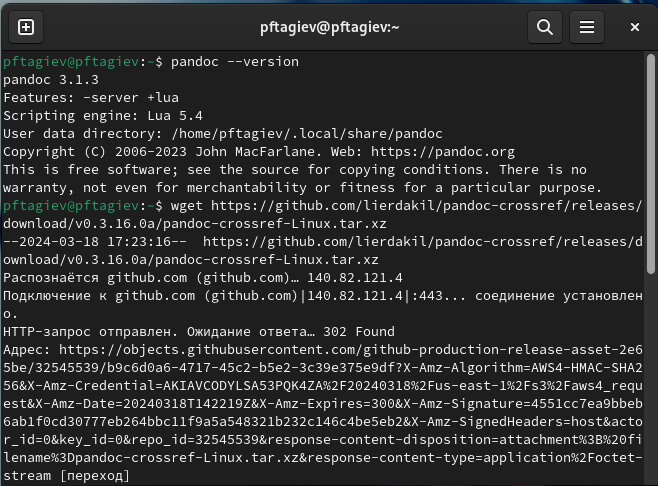 pftagiev@pftagiev:~
pftagiev@pftagiev:~$ pandoc --version
pandoc 3.1.3
Features: -server +lua
Scripting engine: Lua 5.4
User data directory: /home/pftagiev/.local/share/pandoc
Copyright (C) 2006-2023 John MacFarlane. Web: https://pandoc.org
This is free software; see the source for copying conditions. There is no
warranty, not even for merchantability or fitness for a particular purpose.
pftagiev@pftagiev:~$ wget https://github.com/lierdakil/pandoc-crossref/releases/
download/v0.3.16.0a/pandoc-crossref-Linux.tar.xz
--2024-03-18 17:23:16--  https://github.com/lierdakil/pandoc-crossref/releases/d
ownload/v0.3.16.0a/pandoc-crossref-Linux.tar.xz
Распознаётся github.com (github.com)… 140.82.121.4
Подключение к github.com (github.com)|140.82.121.4|:443... соединение установлен
о.
HTTP-запрос отправлен. Ожидание ответа… 302 Found
Адрес: https://objects.githubusercontent.com/github-production-release-asset-2e6
5be/32545539/b9c6d0a6-4717-45c2-b5e2-3c39e375e9df?X-Amz-Algorithm=AWS4-HMAC-SHA2
56&X-Amz-Credential=AKIAVCODYLSA53PQK4ZA%2F20240318%2Fus-east-1%2Fs3%2Faws4_requ
est&X-Amz-Date=20240318T142219Z&X-Amz-Expires=300&X-Amz-Signature=4551cc7ea9bbeb
6ab1f0cd30777eb264bbc11f9a5a548321b232c146c4be5eb2&X-Amz-SignedHeaders=host&acto
r_id=0&key_id=0&repo_id=32545539&response-content-disposition=attachment%3B%20fi
lename%3Dpandoc-crossref-Linux.tar.xz&response-content-type=application%2Foctet-
stream [переход]